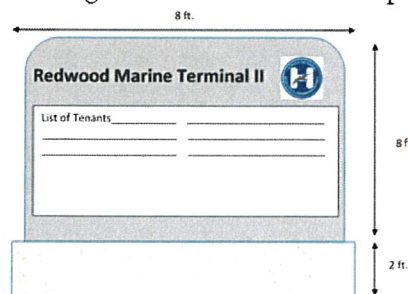 8 ft.
Redwood Marine Terminal II
H
List of Tenants
8 f
2 ft.